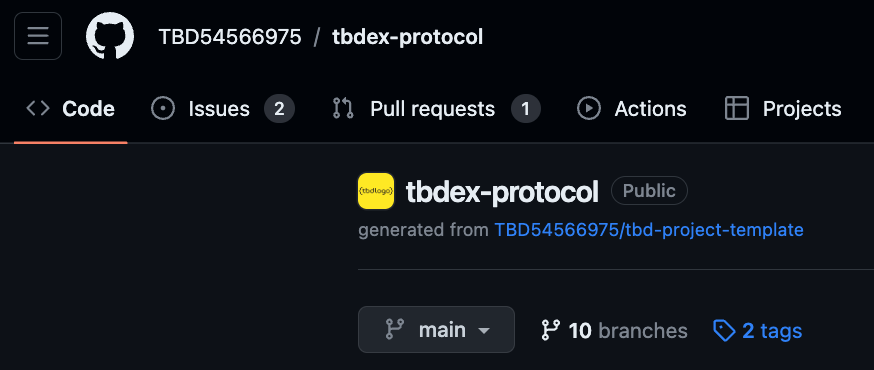 TBD54566975 / tbdex-protocol
Code Issues 2 Pull requests 1 Actions Projects
(tbdlogo) tbdex-protocol Public
generated from TBD54566975/tbd-project-template
main 10 branches 2 tags